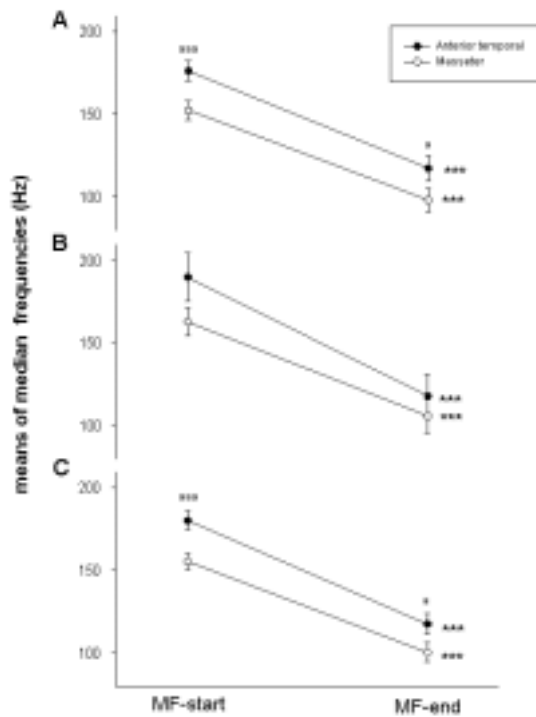 A
200
150
100
Anterior temporal
Masseter
***
*
***
***
B
200
150
100
***
***
C
200
150
100
***
*
***
***
means of median frequencies (Hz)
MF-start
MF-end